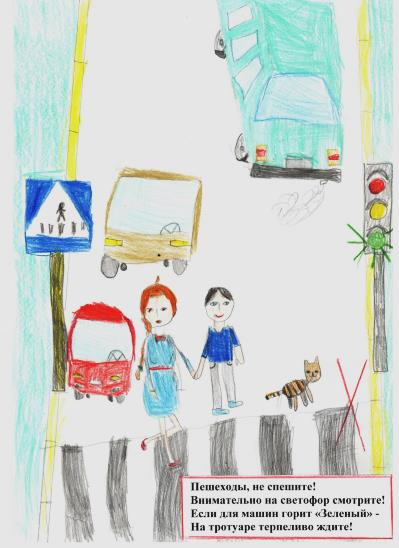 Пешеходы, не спешите!
Внимательно на светофор смотрите!
Если для машин горит «Зеленый» -
На тротуаре терпеливо ждите!